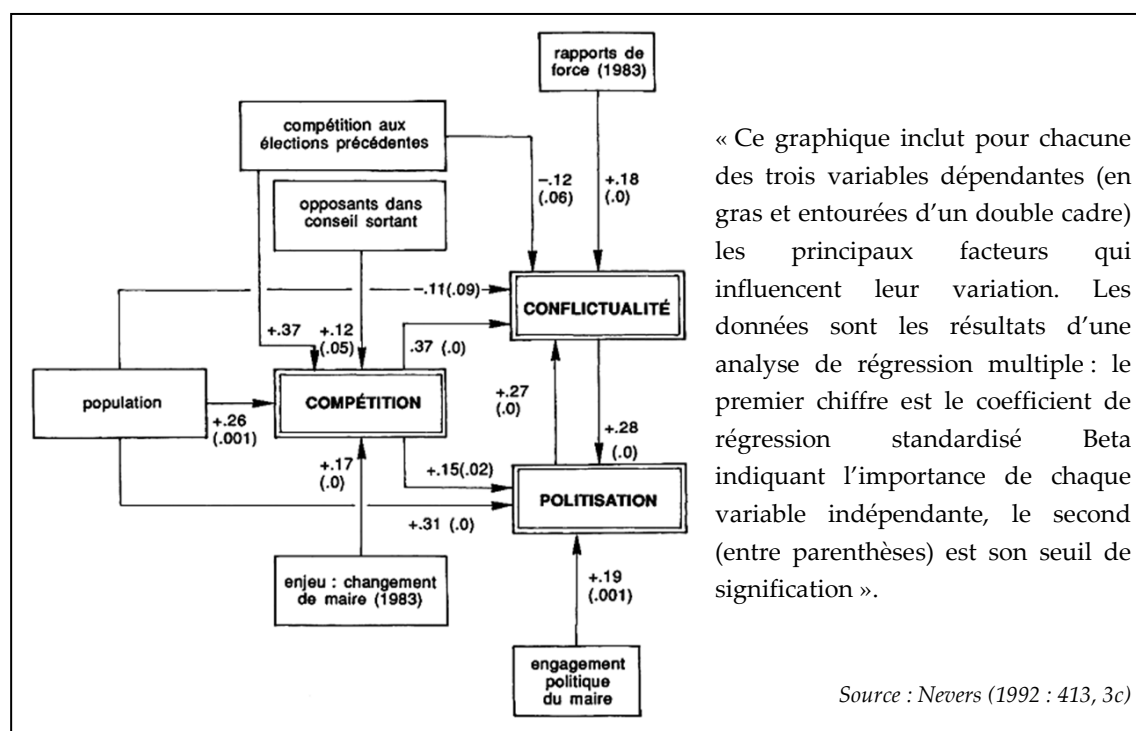 rapports de
force (1983)
compétition aux
élections précédentes
opposants dans
conseil sortant
–.12
(.06)
+.18
(.0)
–.11(.09)
CONFLICTUALITÉ
+.37
+.12
(.05)
.37 (.0)
population
+.26
(.001)
COMPÉTITION
+.27
(.0)
+.28
(.0)
+.17
(.0)
+.15(.02)
POLITISATION
+.31 (.0)
enjeu : changement
de maire (1983)
+.19
(.001)
engagement
politique
du maire
« Ce graphique inclut pour chacune
des trois variables dépendantes (en
gras et entourées d’un double cadre)
les principaux facteurs qui
influencent leur variation. Les
données sont les résultats d’une
analyse de régression multiple : le
premier chiffre est le coefficient de
régression standardisé Beta
indiquant l’importance de chaque
variable indépendante, le second
(entre parenthèses) est son seuil de
signification ».
Source : Nevers (1992 : 413, 3c)